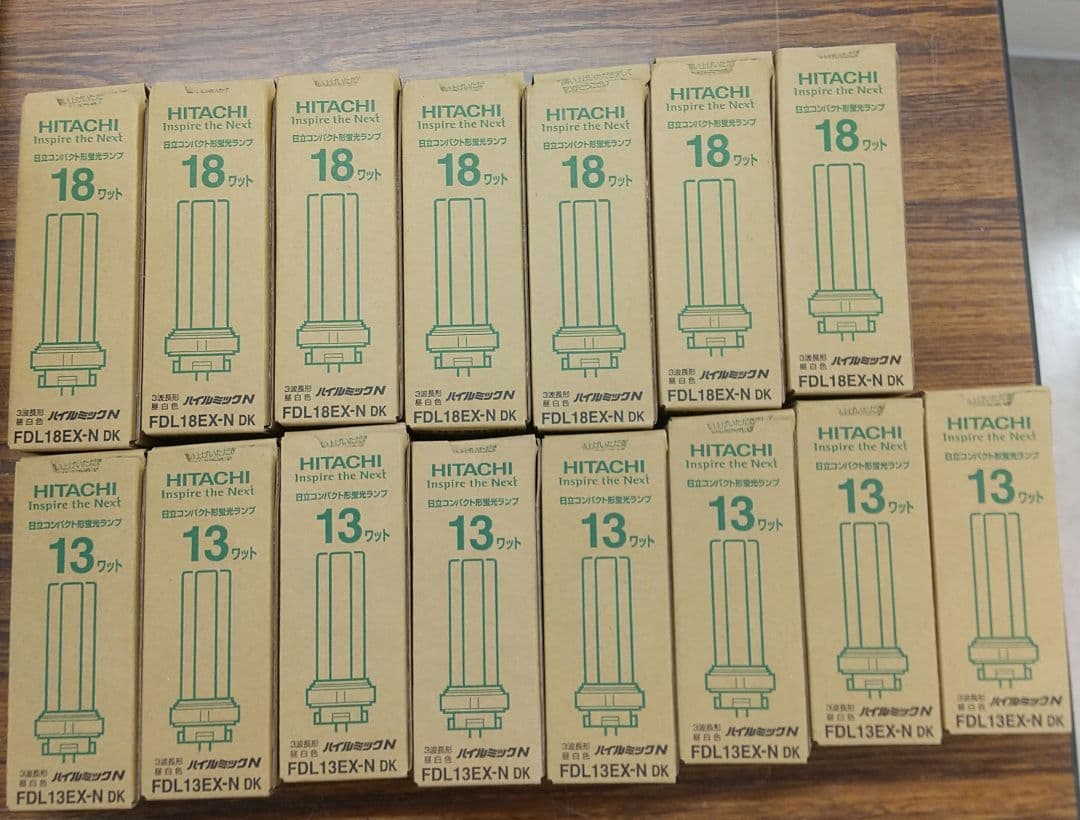 HITACHI
Inspire the Next
日立コンパクト形蛍光ランプ
18ワット
3波長形
昼白色
ハイルミックN
FDL18EX-N DK
HITACHI
Inspire the Next
日立コンパクト形蛍光ランプ
18ワット
3波長形
昼白色
ハイルミックN
FDL18EX-N DK
HITACHI
Inspire the Next
日立コンパクト形蛍光ランプ
18ワット
3波長形
昼白色
ハイルミックN
FDL18EX-N DK
HITACHI
Inspire the Next
日立コンパクト形蛍光ランプ
18ワット
3波長形
昼白色
ハイルミックN
FDL18EX-N DK
HITACHI
Inspire the Next
日立コンパクト形蛍光ランプ
18ワット
3波長形
昼白色
ハイルミックN
FDL18EX-N DK
HITACHI
Inspire the Next
日立コンパクト形蛍光ランプ
18ワット
3波長形
昼白色
ハイルミックN
FDL18EX-N DK
HITACHI
Inspire the Next
日立コンパクト形蛍光ランプ
18ワット
3波長形
昼白色
ハイルミックN
FDL18EX-N DK
HITACHI
Inspire the Next
日立コンパクト形蛍光ランプ
13ワット
3波長形
昼白色
ハイルミックN
FDL13EX-N DK
HITACHI
Inspire the Next
日立コンパクト形蛍光ランプ
13ワット
3波長形
昼白色
ハイルミックN
FDL13EX-N DK
HITACHI
Inspire the Next
日立コンパクト形蛍光ランプ
13ワット
3波長形
昼白色
ハイルミックN
FDL13EX-N DK
HITACHI
Inspire the Next
日立コンパクト形蛍光ランプ
13ワット
3波長形
昼白色
ハイルミックN
FDL13EX-N DK
HITACHI
Inspire the Next
日立コンパクト形蛍光ランプ
13ワット
3波長形
昼白色
ハイルミックN
FDL13EX-N DK
HITACHI
Inspire the Next
日立コンパクト形蛍光ランプ
13ワット
3波長形
昼白色
ハイルミックN
FDL13EX-N DK
HITACHI
Inspire the Next
日立コンパクト形蛍光ランプ
13ワット
3波長形
昼白色
ハイルミックN
FDL13EX-N DK
HITACHI
Inspire the Next
日立コンパクト形蛍光ランプ
13ワット
3波長形
昼白色
ハイルミックN
FDL13EX-N DK